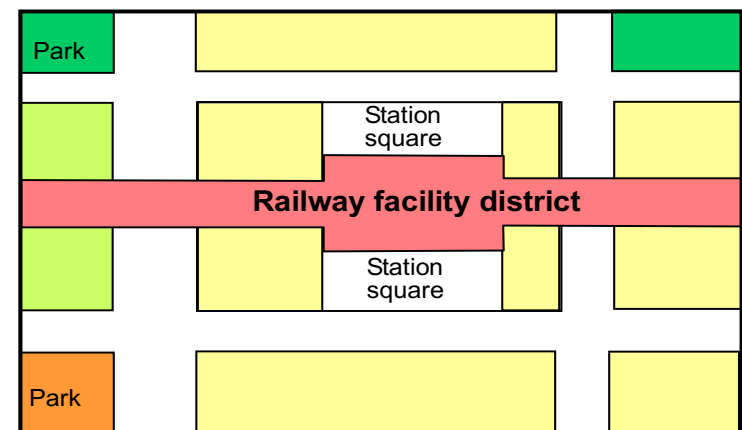 Park
Station
square
Railway facility district
Station
square
Park